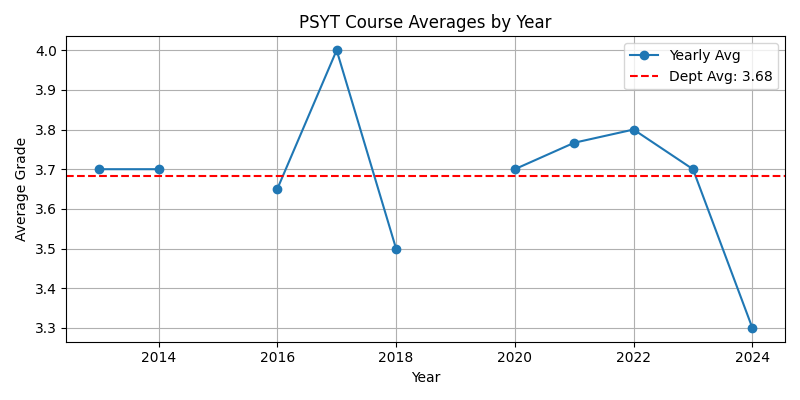 PSYT Course Averages by Year
Yearly Avg
Dept Avg: 3.68
Average Grade
4.0
3.9
3.8
3.7
3.6
3.5
3.4
3.3
2014 2016 2018 2020 2022 2024
Year